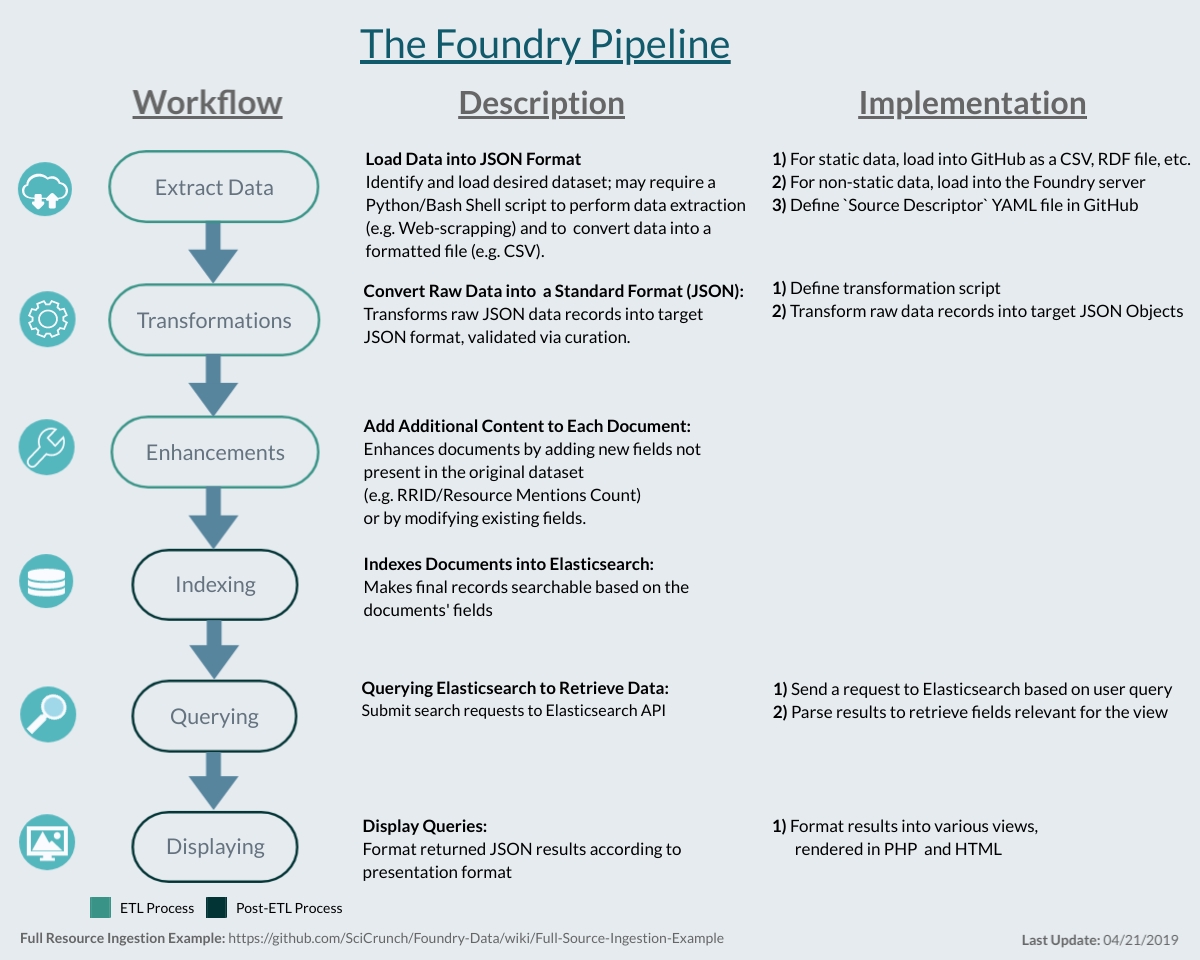 The Foundry Pipeline
Workflow
Description
Implementation
Extract Data
Load Data into JSON Format
Identify and load desired dataset; may require a
Python/Bash Shell script to perform data extraction
(e.g. Web-scrapping) and to convert data into a
formatted file (e.g. CSV).
1) For static data, load into GitHub as a CSV, RDF file, etc.
2) For non-static data, load into the Foundry server
3) Define `Source Descriptor` YAML file in GitHub
Transformations
Convert Raw Data into a Standard Format (JSON):
Transforms raw JSON data records into target
JSON format, validated via curation.
1) Define transformation script
2) Transform raw data records into target JSON Objects
Enhancements
Add Additional Content to Each Document:
Enhances documents by adding new fields not
present in the original dataset
(e.g. RRID/Resource Mentions Count)
or by modifying existing fields.
Indexing
Indexes Documents into Elasticsearch:
Makes final records searchable based on the
documents' fields
Querying
Querying Elasticsearch to Retrieve Data:
Submit search requests to Elasticsearch API
1) Send a request to Elasticsearch based on user query
2) Parse results to retrieve fields relevant for the view
Displaying
Display Queries:
Format returned JSON results according to
presentation format
1) Format results into various views,
rendered in PHP and HTML
ETL Process
Post-ETL Process
Full Resource Ingestion Example: https://github.com/SciCrunch/Foundry-Data/wiki/Full-Source-Ingestion-Example
Last Update: 04/21/2019